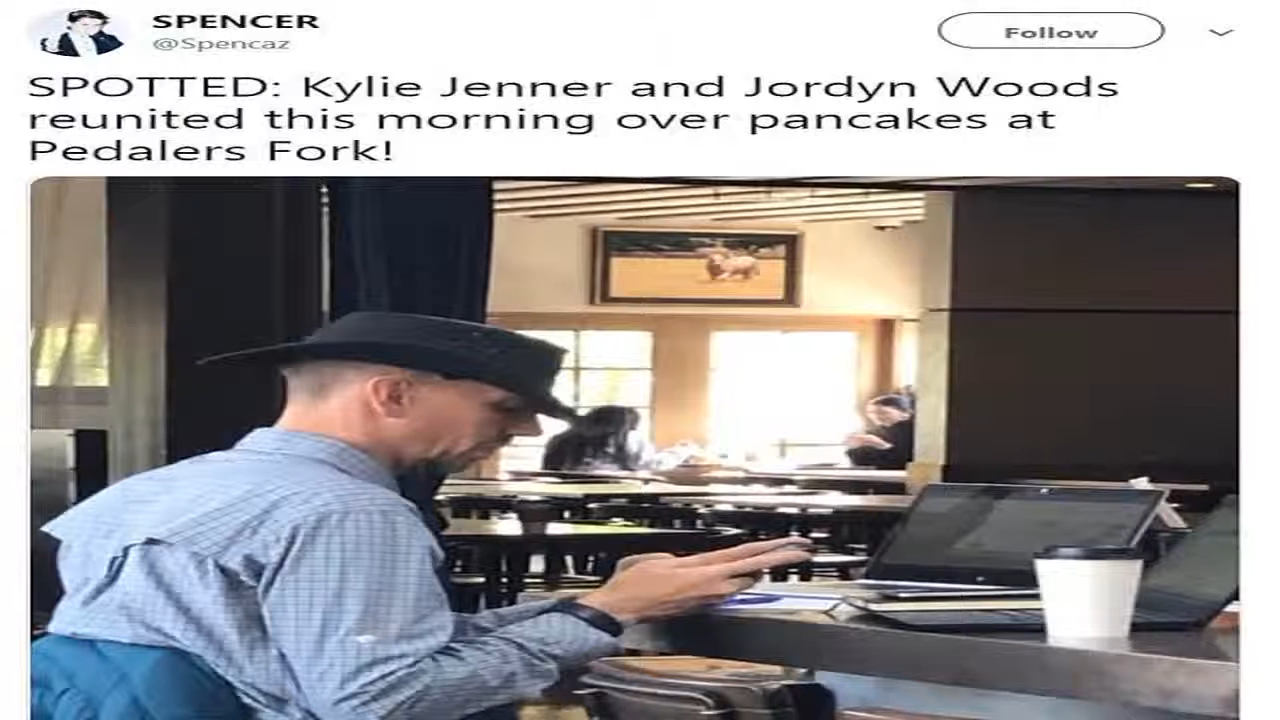 SPENCER
@Spencaz
Follow
SPOTTED: Kylie Jenner and Jordyn Woods
reunited this morning over pancakes at
Pedalers Fork!